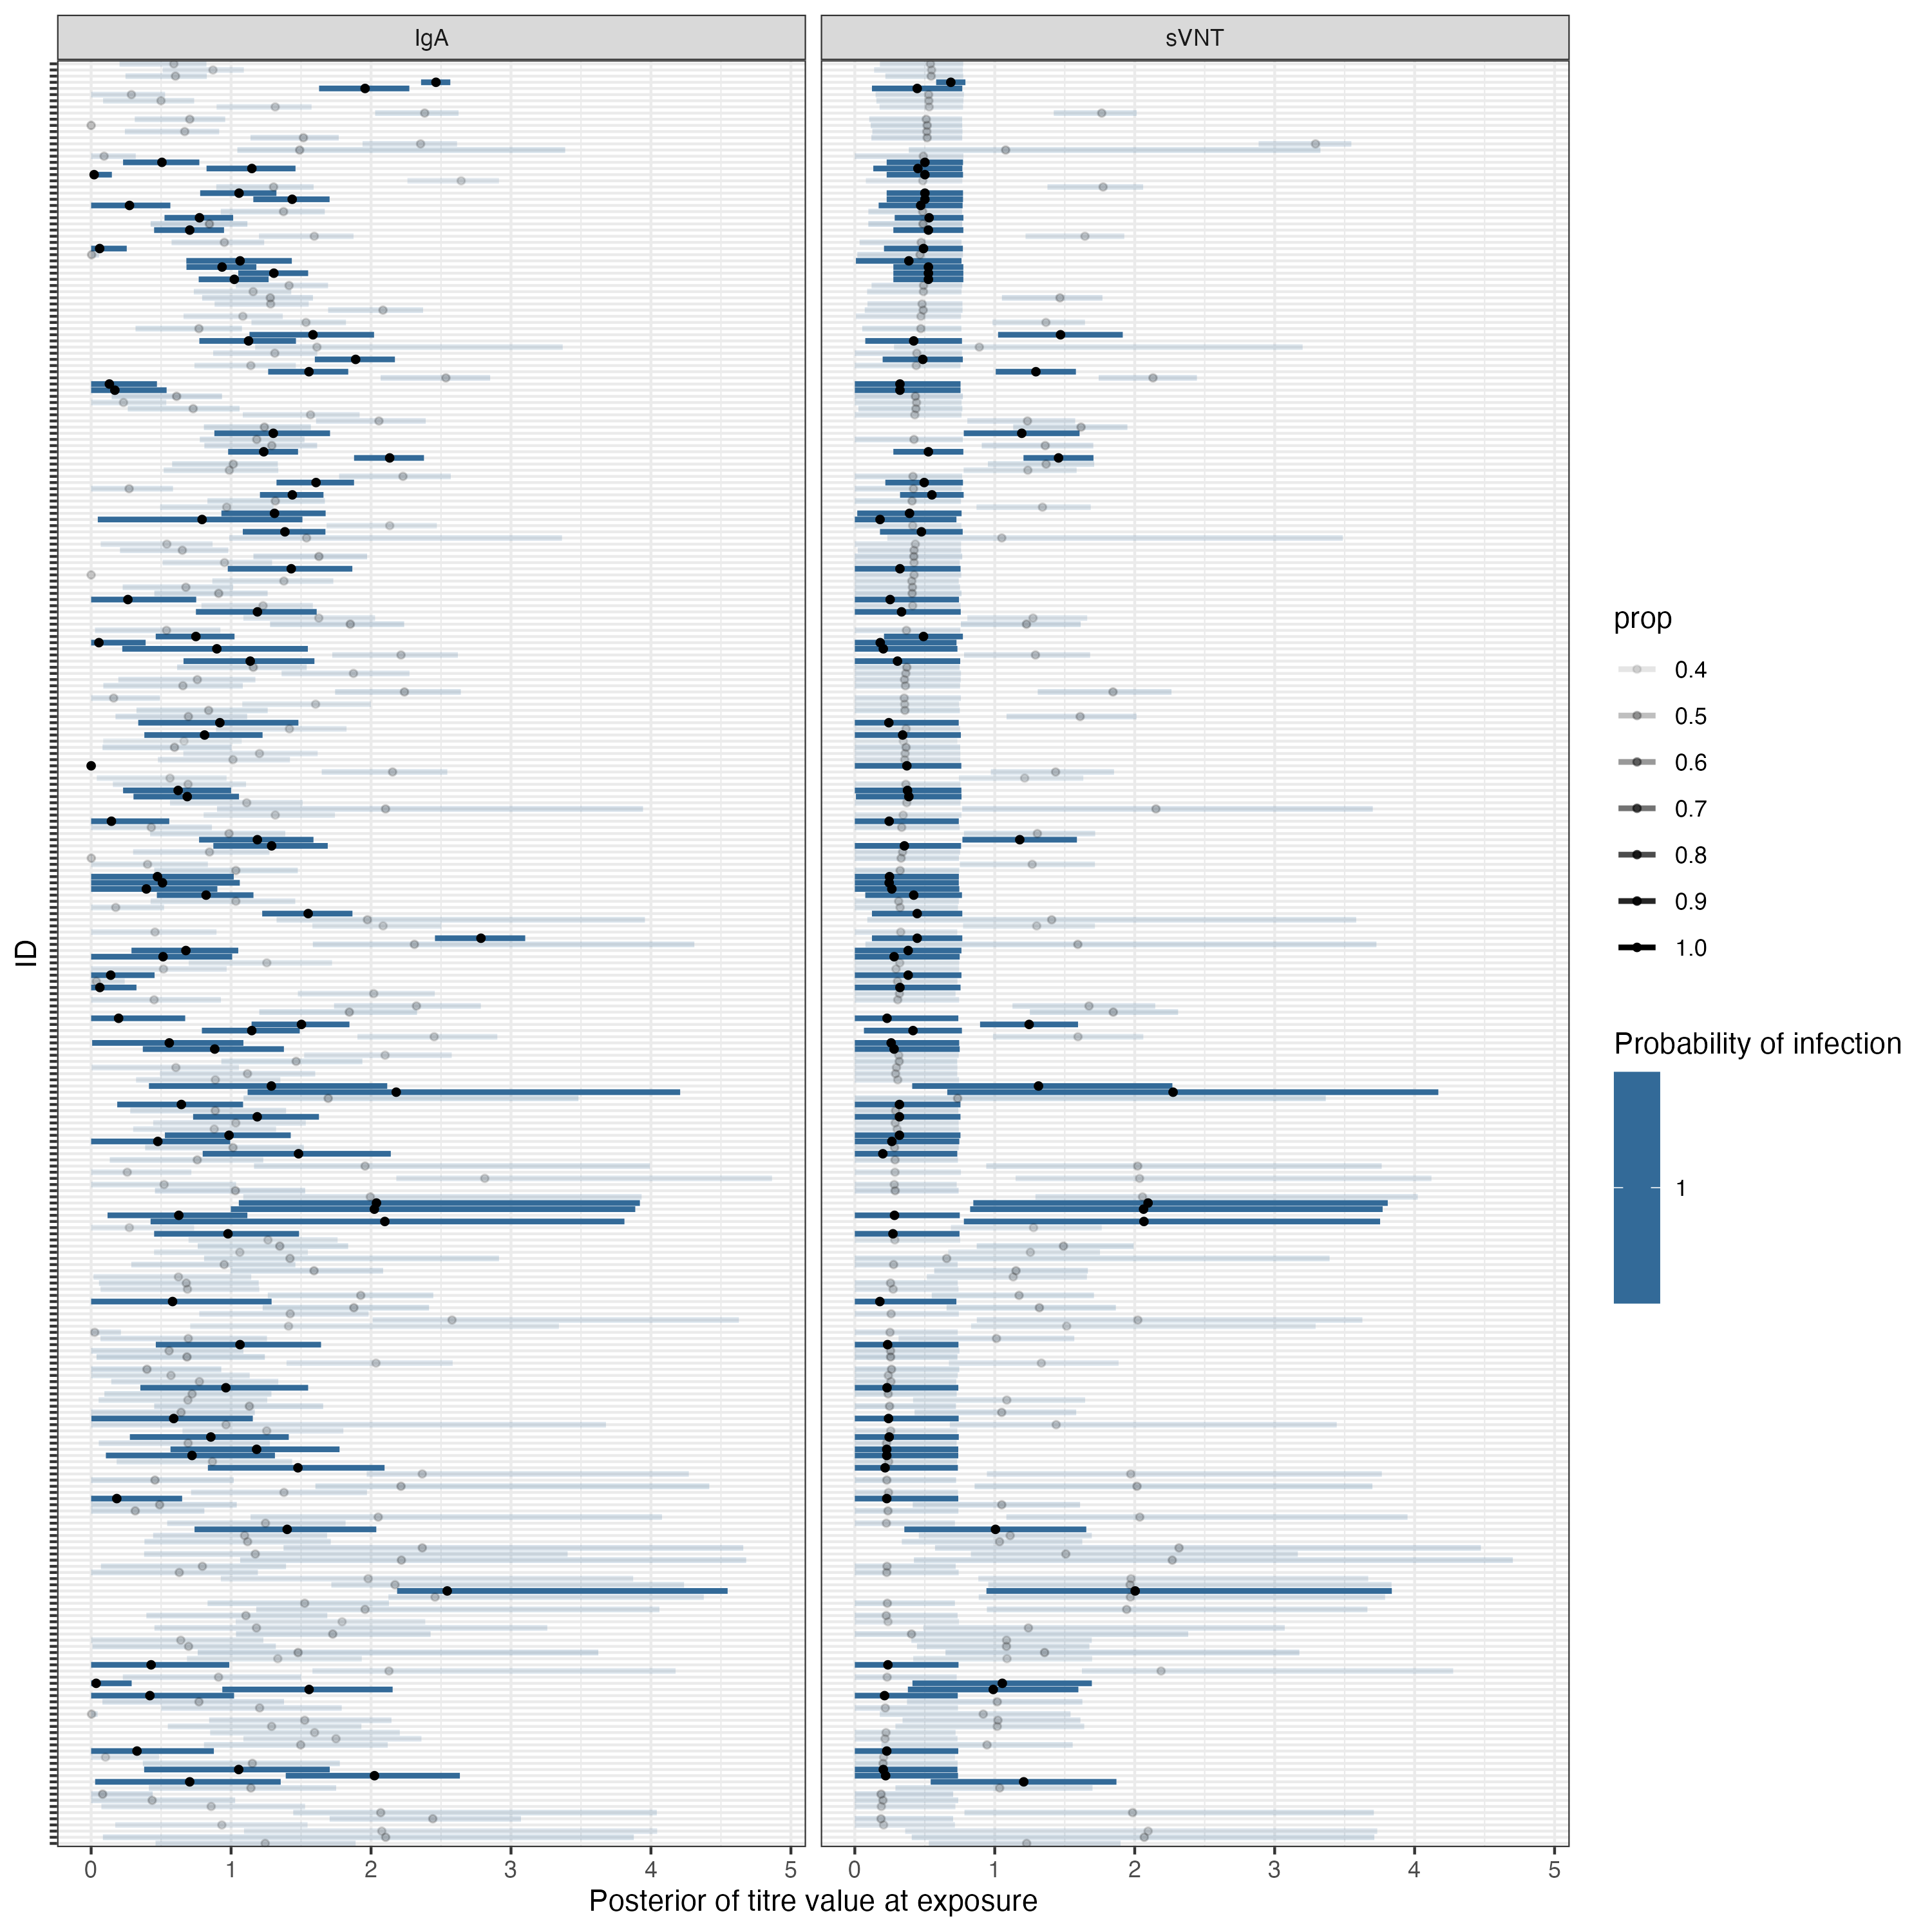 IgA
sVNT
ID
0 1 2 3 4 5
0 1 2 3 4 5
Posterior of titre value at exposure
prop
0.4
0.5
0.6
0.7
0.8
0.9
1.0
Probability of infection
1